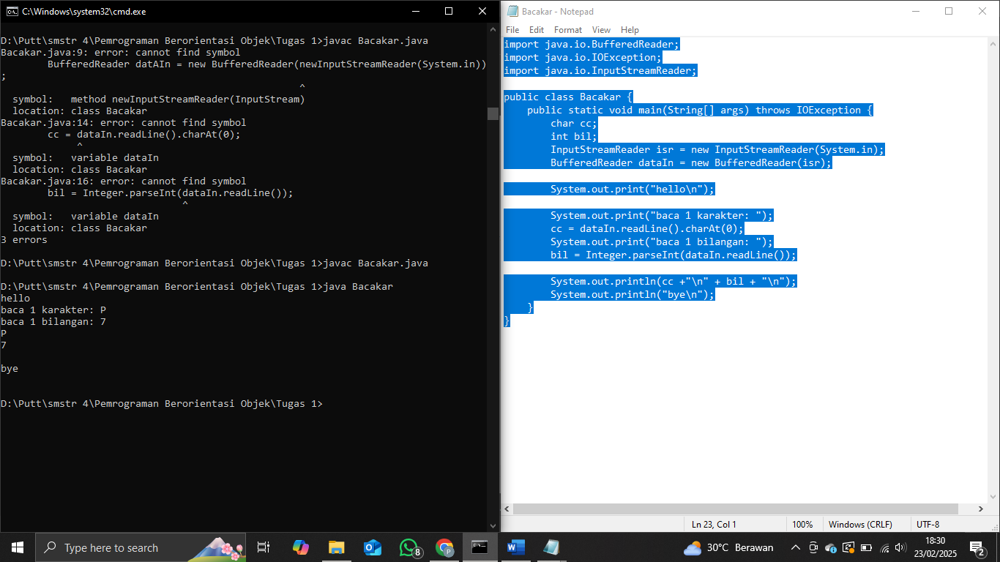 C:\Windows\system32\cmd.exe
D:\Putt\smstr 4\Pemrograman Berorientasi Objek\Tugas 1>javac Bacakar.java
Bacakar.java:9: error: cannot find symbol
        BufferedReader datAIn = new BufferedReader(newInputStreamReader(System.in))
;
                                                   ^
  symbol:   method newInputStreamReader(InputStream)
  location: class Bacakar
Bacakar.java:14: error: cannot find symbol
        cc = dataIn.readLine().charAt(0);
             ^
  symbol:   variable dataIn
  location: class Bacakar
Bacakar.java:16: error: cannot find symbol
        bil = Integer.parseInt(dataIn.readLine());
                               ^
  symbol:   variable dataIn
  location: class Bacakar
3 errors
D:\Putt\smstr 4\Pemrograman Berorientasi Objek\Tugas 1>javac Bacakar.java
D:\Putt\smstr 4\Pemrograman Berorientasi Objek\Tugas 1>java Bacakar
hello
baca 1 karakter: P
baca 1 bilangan: 7
P
7
bye
D:\Putt\smstr 4\Pemrograman Berorientasi Objek\Tugas 1>
Bacakar - Notepad
File Edit Format View Help
import java.io.BufferedReader;
import java.io.IOException;
import java.io.InputStreamReader;
public class Bacakar {
    public static void main(String[] args) throws IOException {
        char cc;
        int bil;
        InputStreamReader isr = new InputStreamReader(System.in);
        BufferedReader dataIn = new BufferedReader(isr);
        System.out.print("hello\n");
        System.out.print("baca 1 karakter: ");
        cc = dataIn.readLine().charAt(0);
        System.out.print("baca 1 bilangan: ");
        bil = Integer.parseInt(dataIn.readLine());
        System.out.println(cc +"\n" + bil + "\n");
        System.out.println("bye\n");
    }
}
Ln 23, Col 1 100% Windows (CRLF) UTF-8
Type here to search
8
P
30°C Berawan
18:30
23/02/2025
2